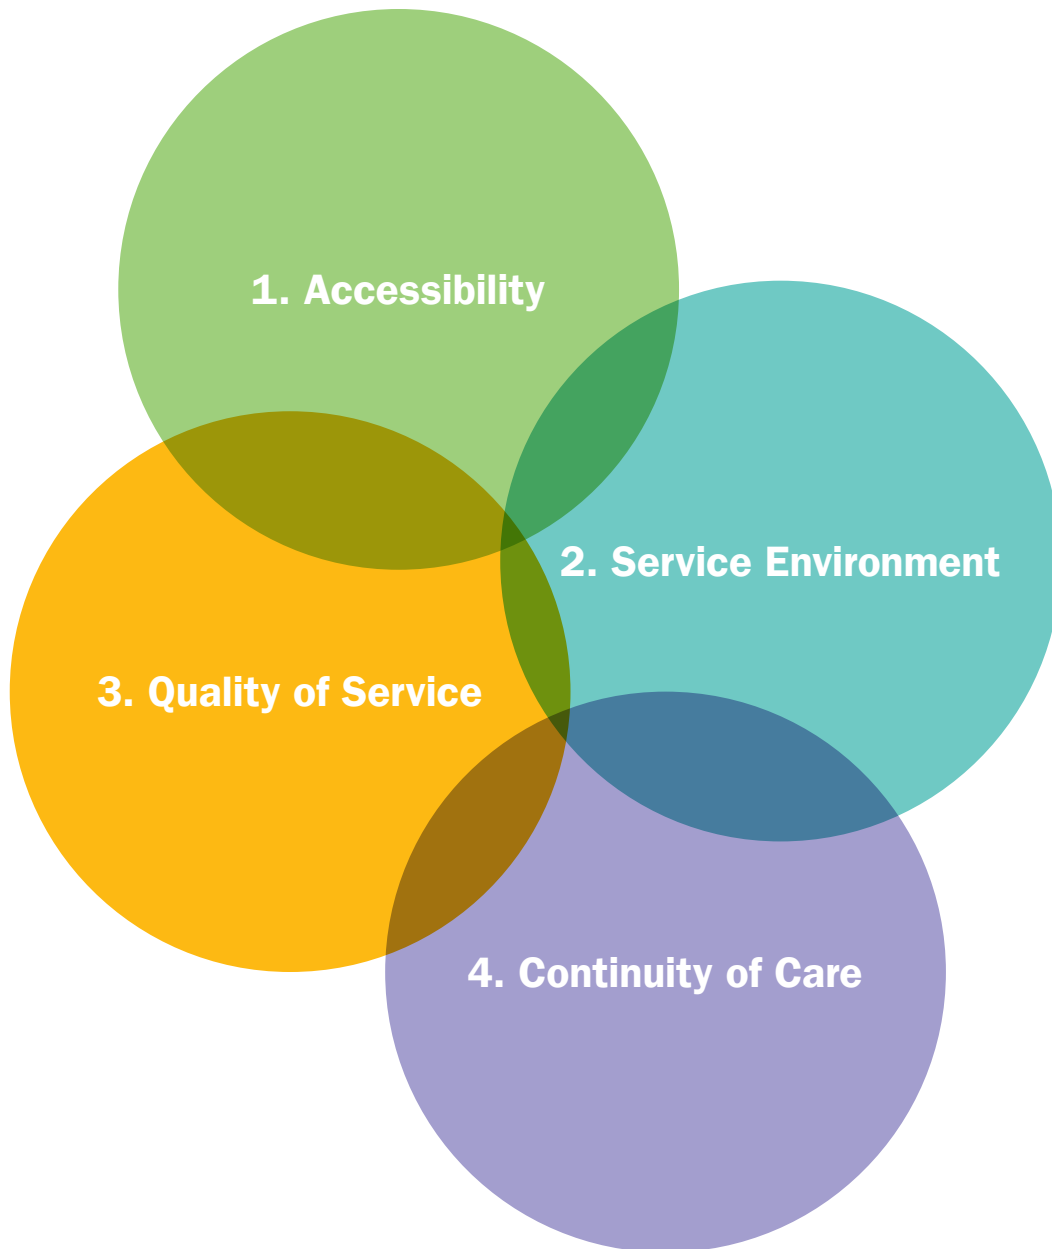 1. Accessibility
2. Service Environment
3. Quality of Service
4. Continuity of Care